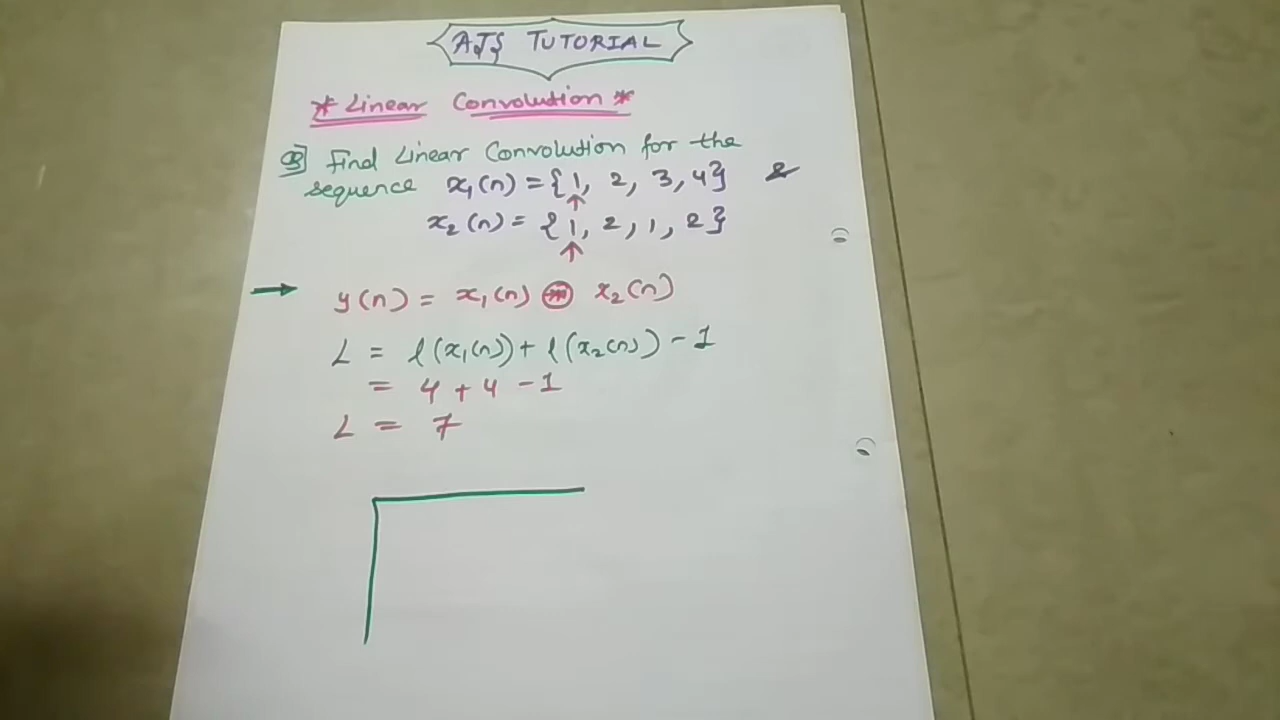 ATS TUTORIAL
* Linear Convolution *
Q] Find Linear Convolution for the
sequence x₁(n) = {1, 2, 3, 4} &
↑
x₂(n) = {1, 2, 1, 2}
↑
→ y(n) = x₁(n) ⊛ x₂(n)
L = l(x₁(n)) + l(x₂(n)) - 1
= 4 + 4 - 1
L = 7